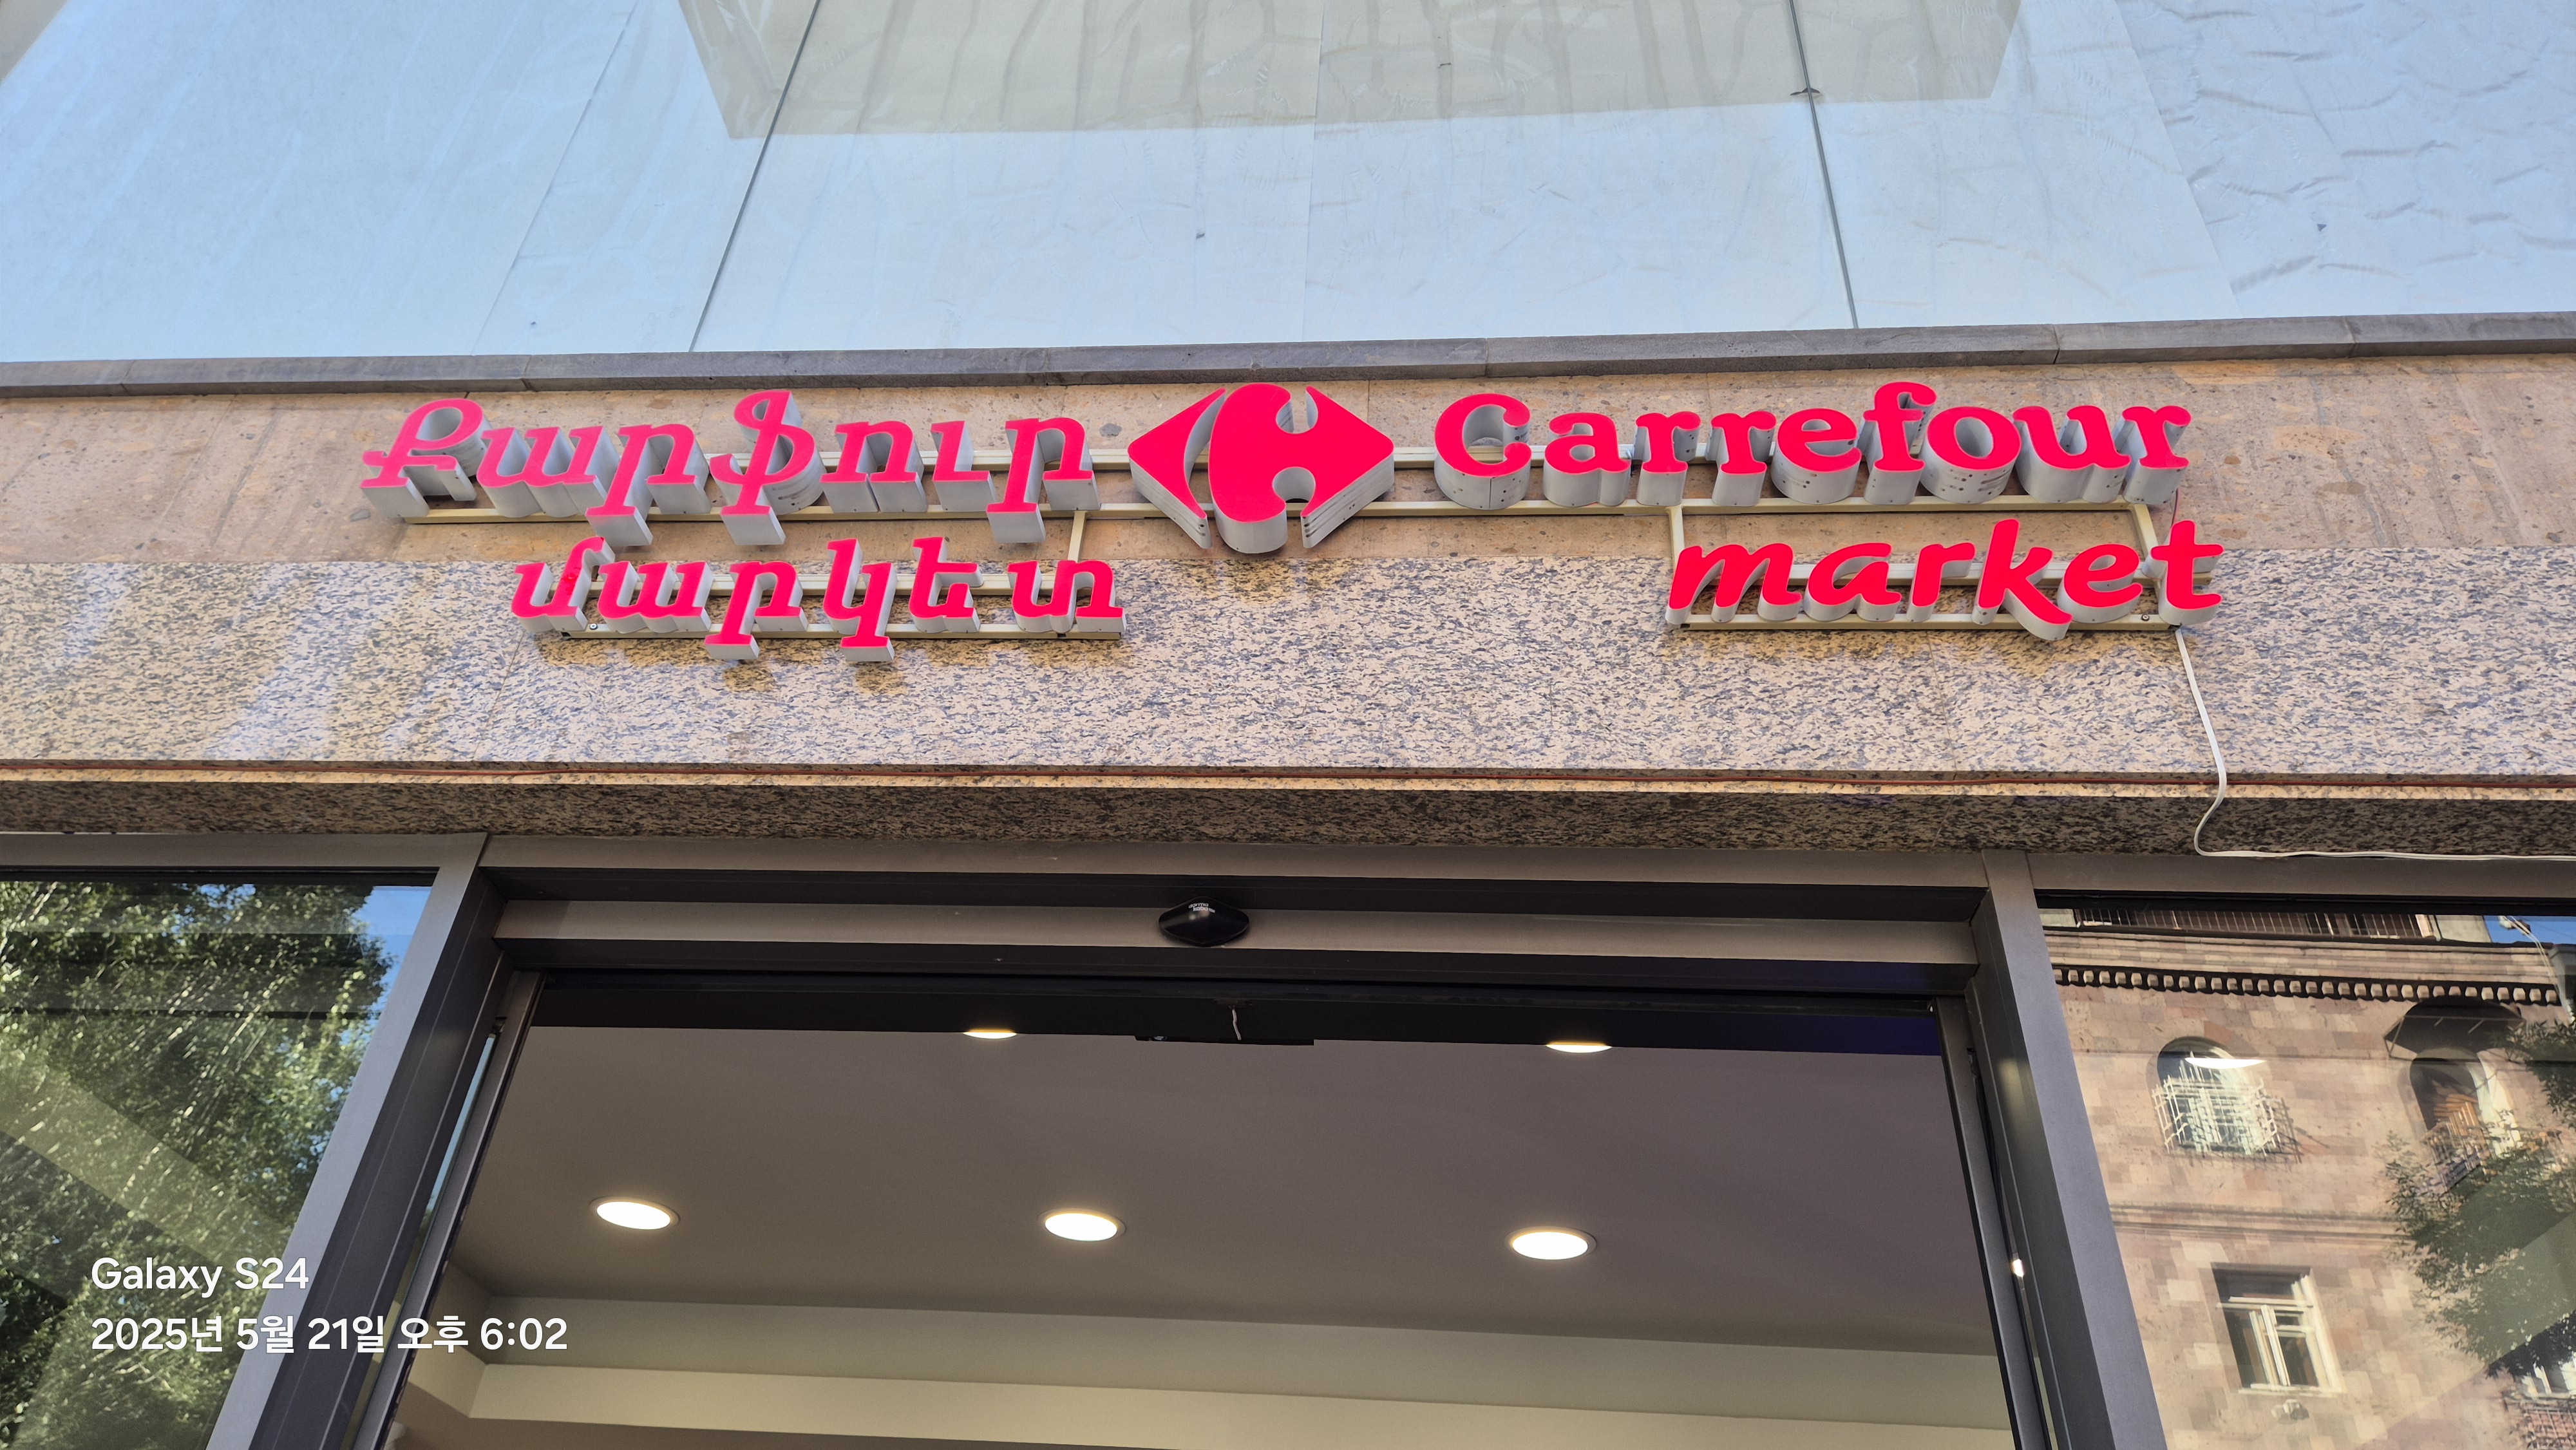 Քարֆուր Carrefour
մարկետ market
Galaxy S24
2025년 5월 21일 오후 6:02